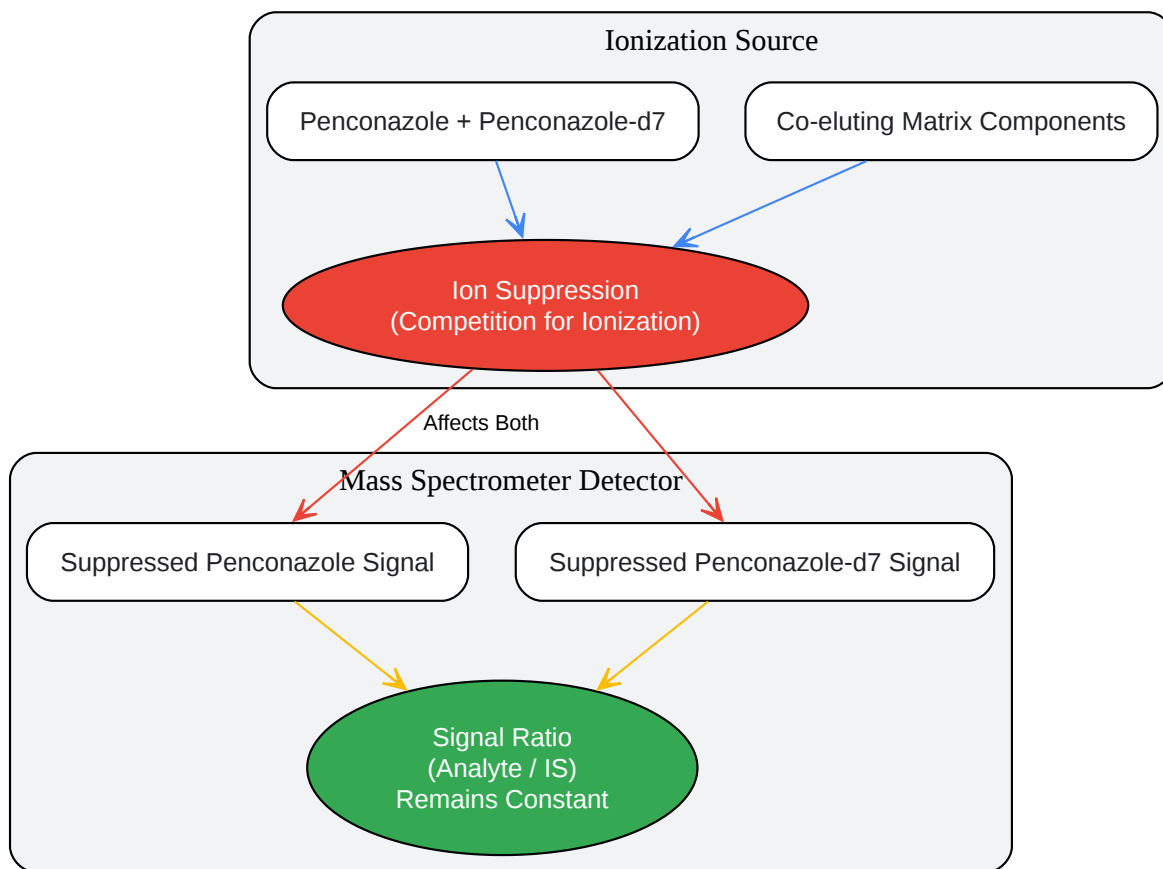 Ionization Source
Penconazole + Penconazole-d7
Co-eluting Matrix Components
Ion Suppression
(Competition for Ionization)
Affects Both
Mass Spectrometer Detector
Suppressed Penconazole Signal
Suppressed Penconazole-d7 Signal
Signal Ratio
(Analyte / IS)
Remains Constant